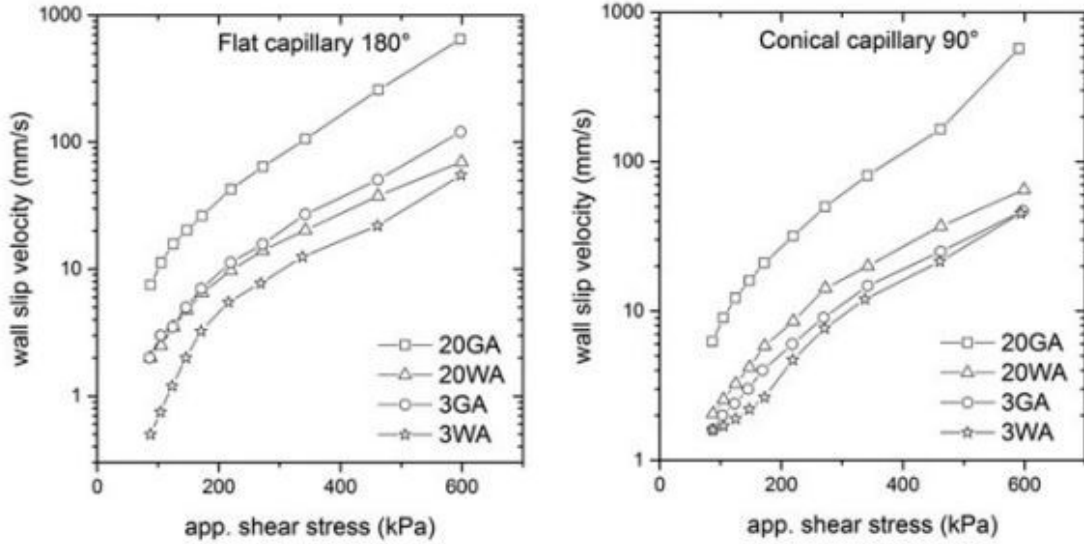 Flat capillary 180°
wall slip velocity (mm/s)
1000
100
10
1
20GA
20WA
3GA
3WA
0 200 400 600
app. shear stress (kPa)
Conical capillary 90°
wall slip velocity (mm/s)
1000
100
10
1
20GA
20WA
3GA
3WA
0 200 400 600
app. shear stress (kPa)